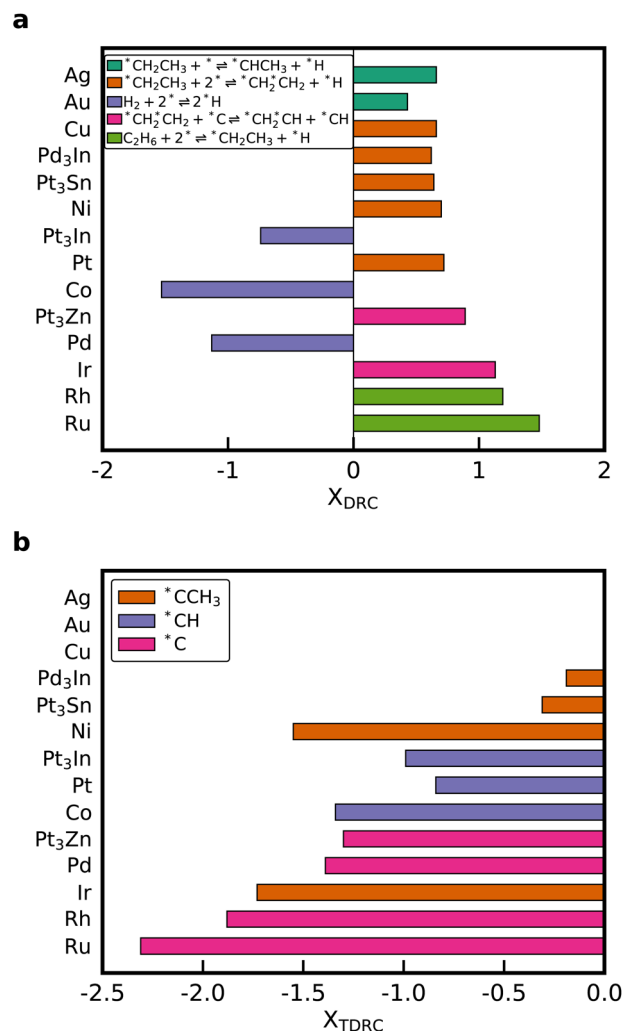 a
*CH₂CH₃ + * ⇌ *CHCH₃ + *H
*CH₂CH₃ + 2* ⇌ *CH₂*CH₂ + *H
H₂ + 2* ⇌ 2*H
*CH₂*CH₂ + *C ⇌ *CH₂*CH + *CH
C₂H₆ + 2* ⇌ *CH₂CH₃ + *H
Ag
Au
Cu
Pd₃In
Pt₃Sn
Ni
Pt₃In
Pt
Co
Pt₃Zn
Pd
Ir
Rh
Ru
-2 -1 0 1 2
X_DRC
b
*CCH₃
*CH
*C
Ag
Au
Cu
Pd₃In
Pt₃Sn
Ni
Pt₃In
Pt
Co
Pt₃Zn
Pd
Ir
Rh
Ru
-2.5 -2.0 -1.5 -1.0 -0.5 0.0
X_TDRC